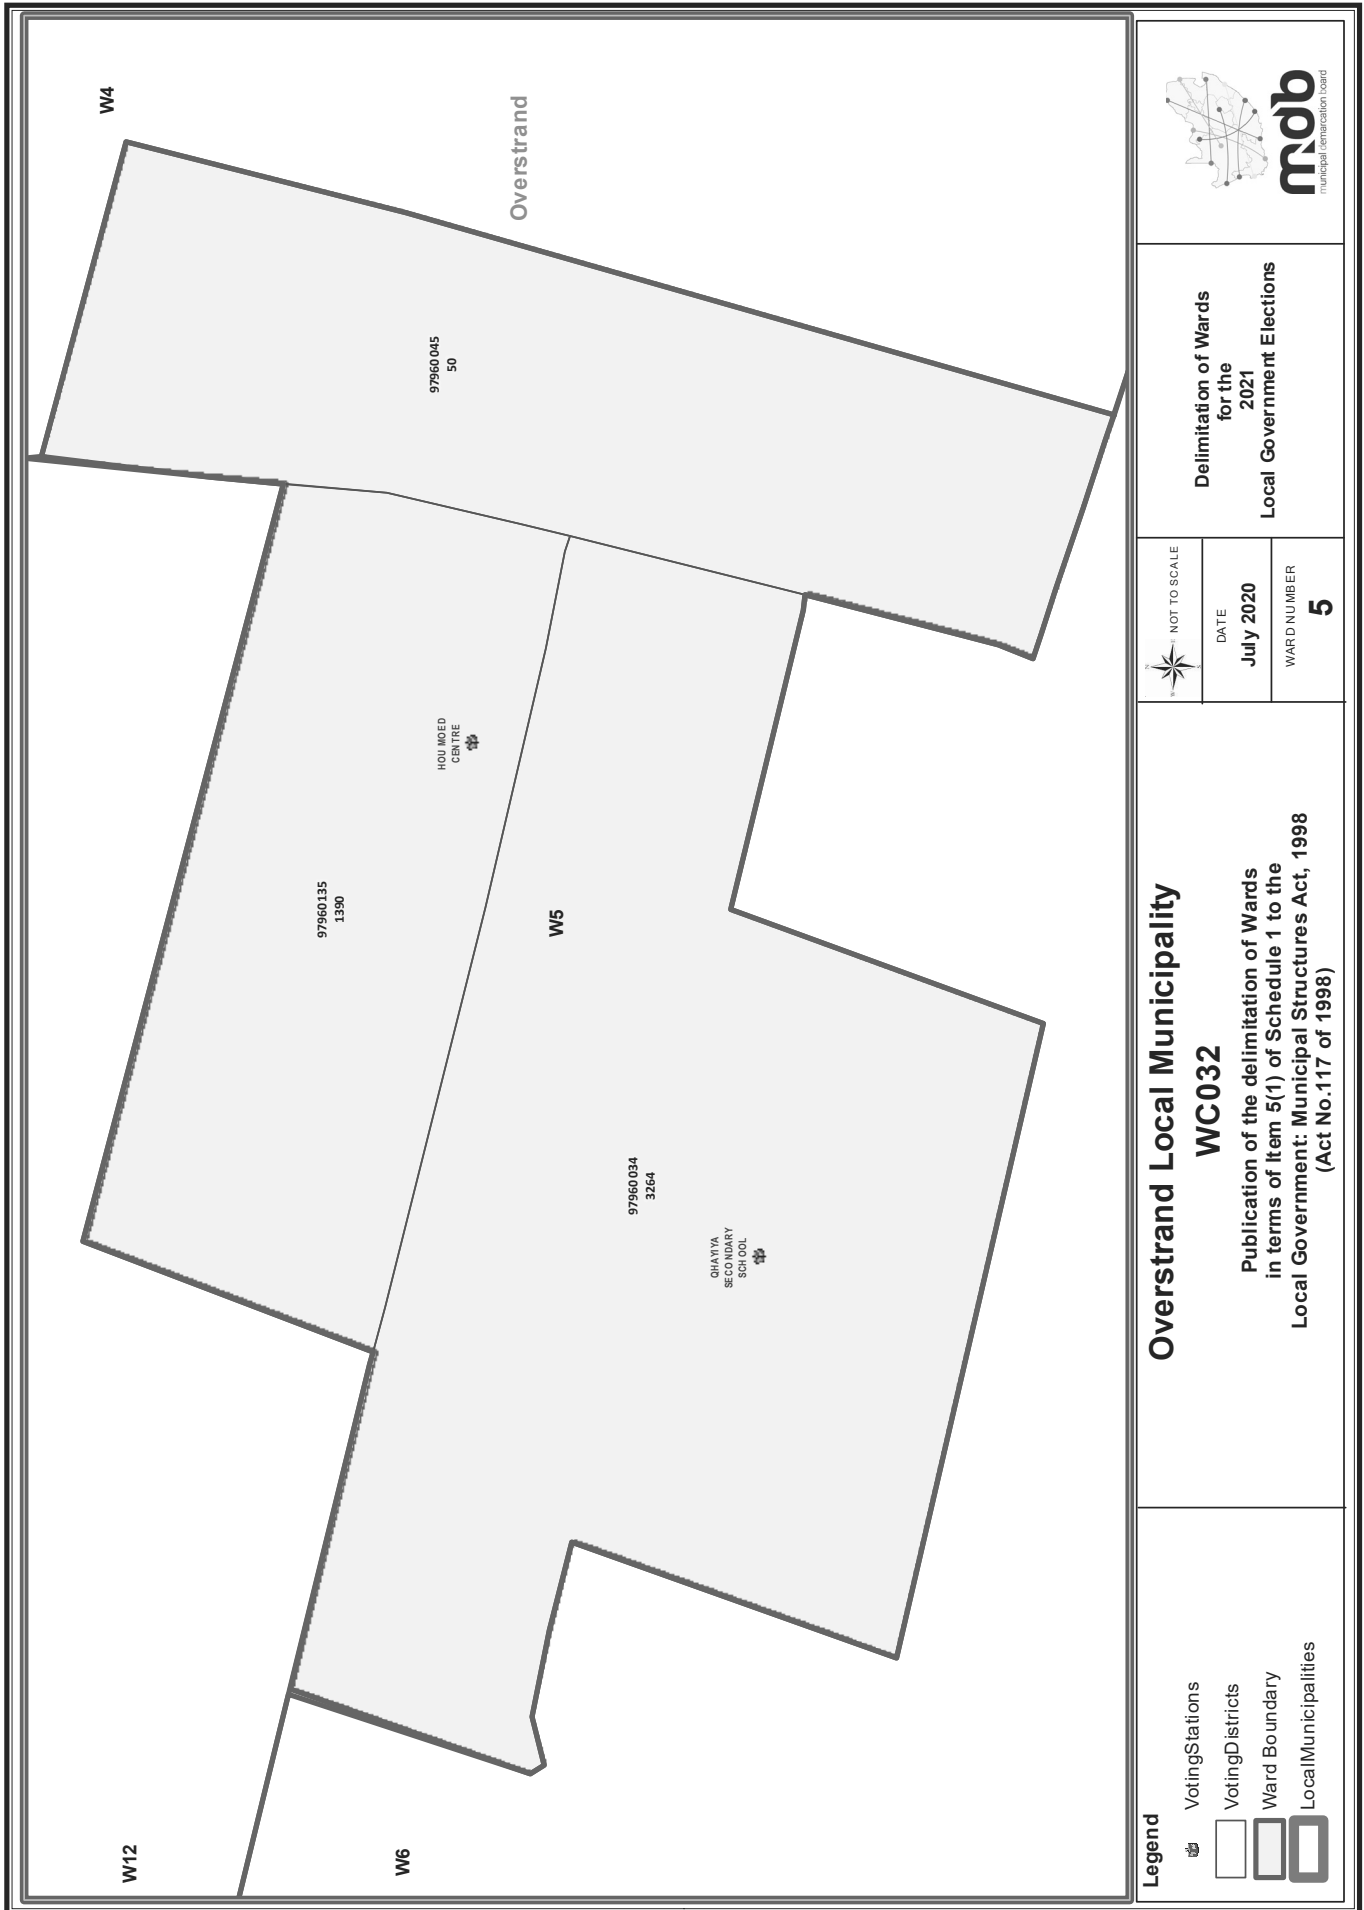 W4
Overstrand
97960045
50
HOU MOED
CENTRE
97960135
1390
W5
97960034
3264
QHAYIYA
SECONDARY
SCHOOL
W12
W6
Legend
VotingStations
VotingDistricts
Ward Boundary
LocalMunicipalities
Overstrand Local Municipality
WC032
Publication of the delimitation of Wards
in terms of Item 5(1) of Schedule 1 to the
Local Government: Municipal Structures Act, 1998
(Act No.117 of 1998)
N
W E
S
NOT TO SCALE
DATE
July 2020
WARD NUMBER
5
Delimitation of Wards
for the
2021
Local Government Elections
mdb
municipal demarcation board